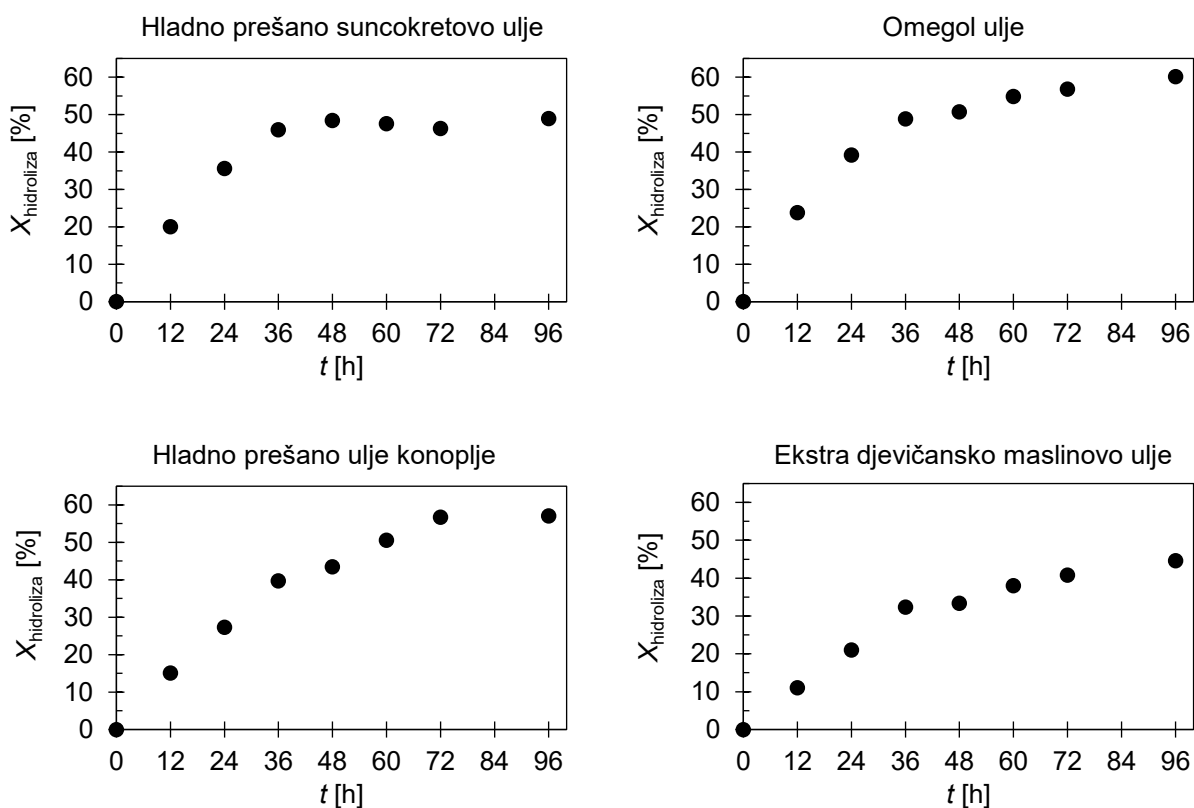 Hladno prešano suncokretovo ulje
60
50
40
30
20
10
0
X hidroliza [%]
0 12 24 36 48 60 72 84 96
t [h]
Omegol ulje
60
50
40
30
20
10
0
X hidroliza [%]
0 12 24 36 48 60 72 84 96
t [h]
Hladno prešano ulje konoplje
60
50
40
30
20
10
0
X hidroliza [%]
0 12 24 36 48 60 72 84 96
t [h]
Ekstra djevičansko maslinovo ulje
60
50
40
30
20
10
0
X hidroliza [%]
0 12 24 36 48 60 72 84 96
t [h]